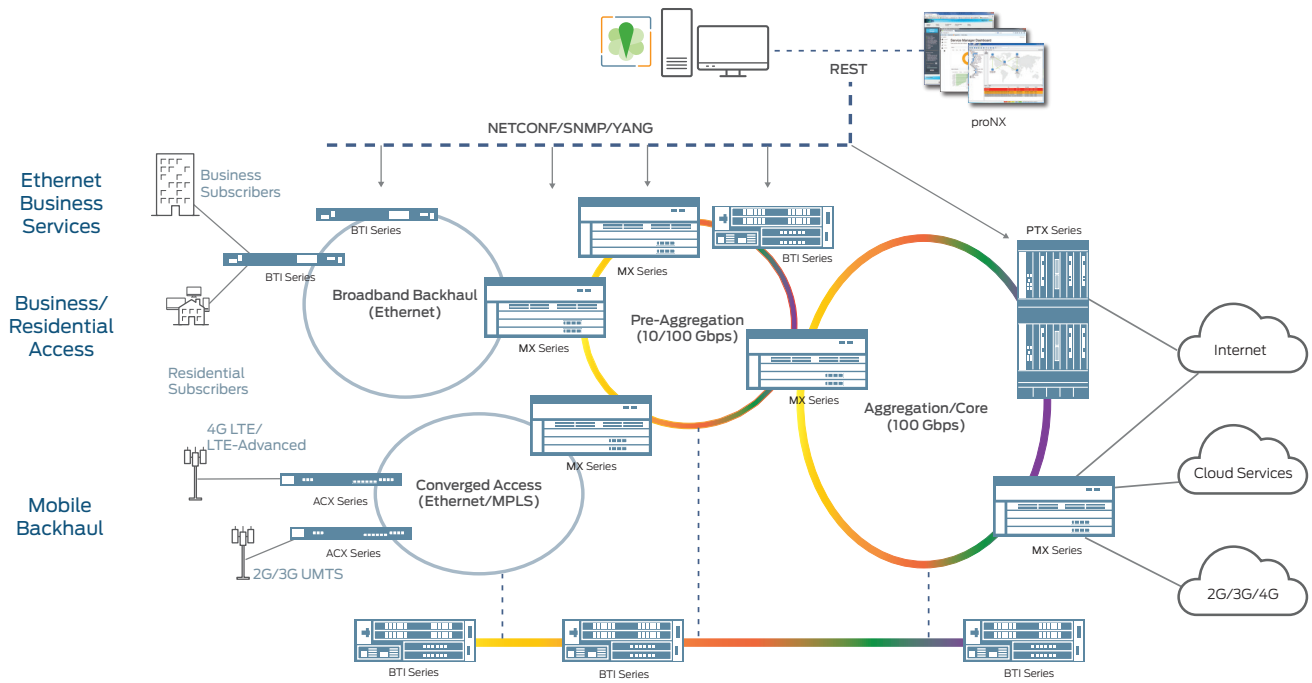 REST
proNX
NETCONF/SNMP/YANG
Ethernet
Business
Services
Business
Subscribers
BTI Series
BTI Series
MX Series
BTI Series
PTX Series
Business/
Residential
Access
Broadband Backhaul
(Ethernet)
MX Series
Pre-Aggregation
(10/100 Gbps)
MX Series
Internet
Residential
Subscribers
Aggregation/Core
(100 Gbps)
4G LTE/
LTE-Advanced
MX Series
ACX Series
Converged Access
(Ethernet/MPLS)
Cloud Services
Mobile
Backhaul
ACX Series
MX Series
2G/3G UMTS
2G/3G/4G
BTI Series
BTI Series
BTI Series